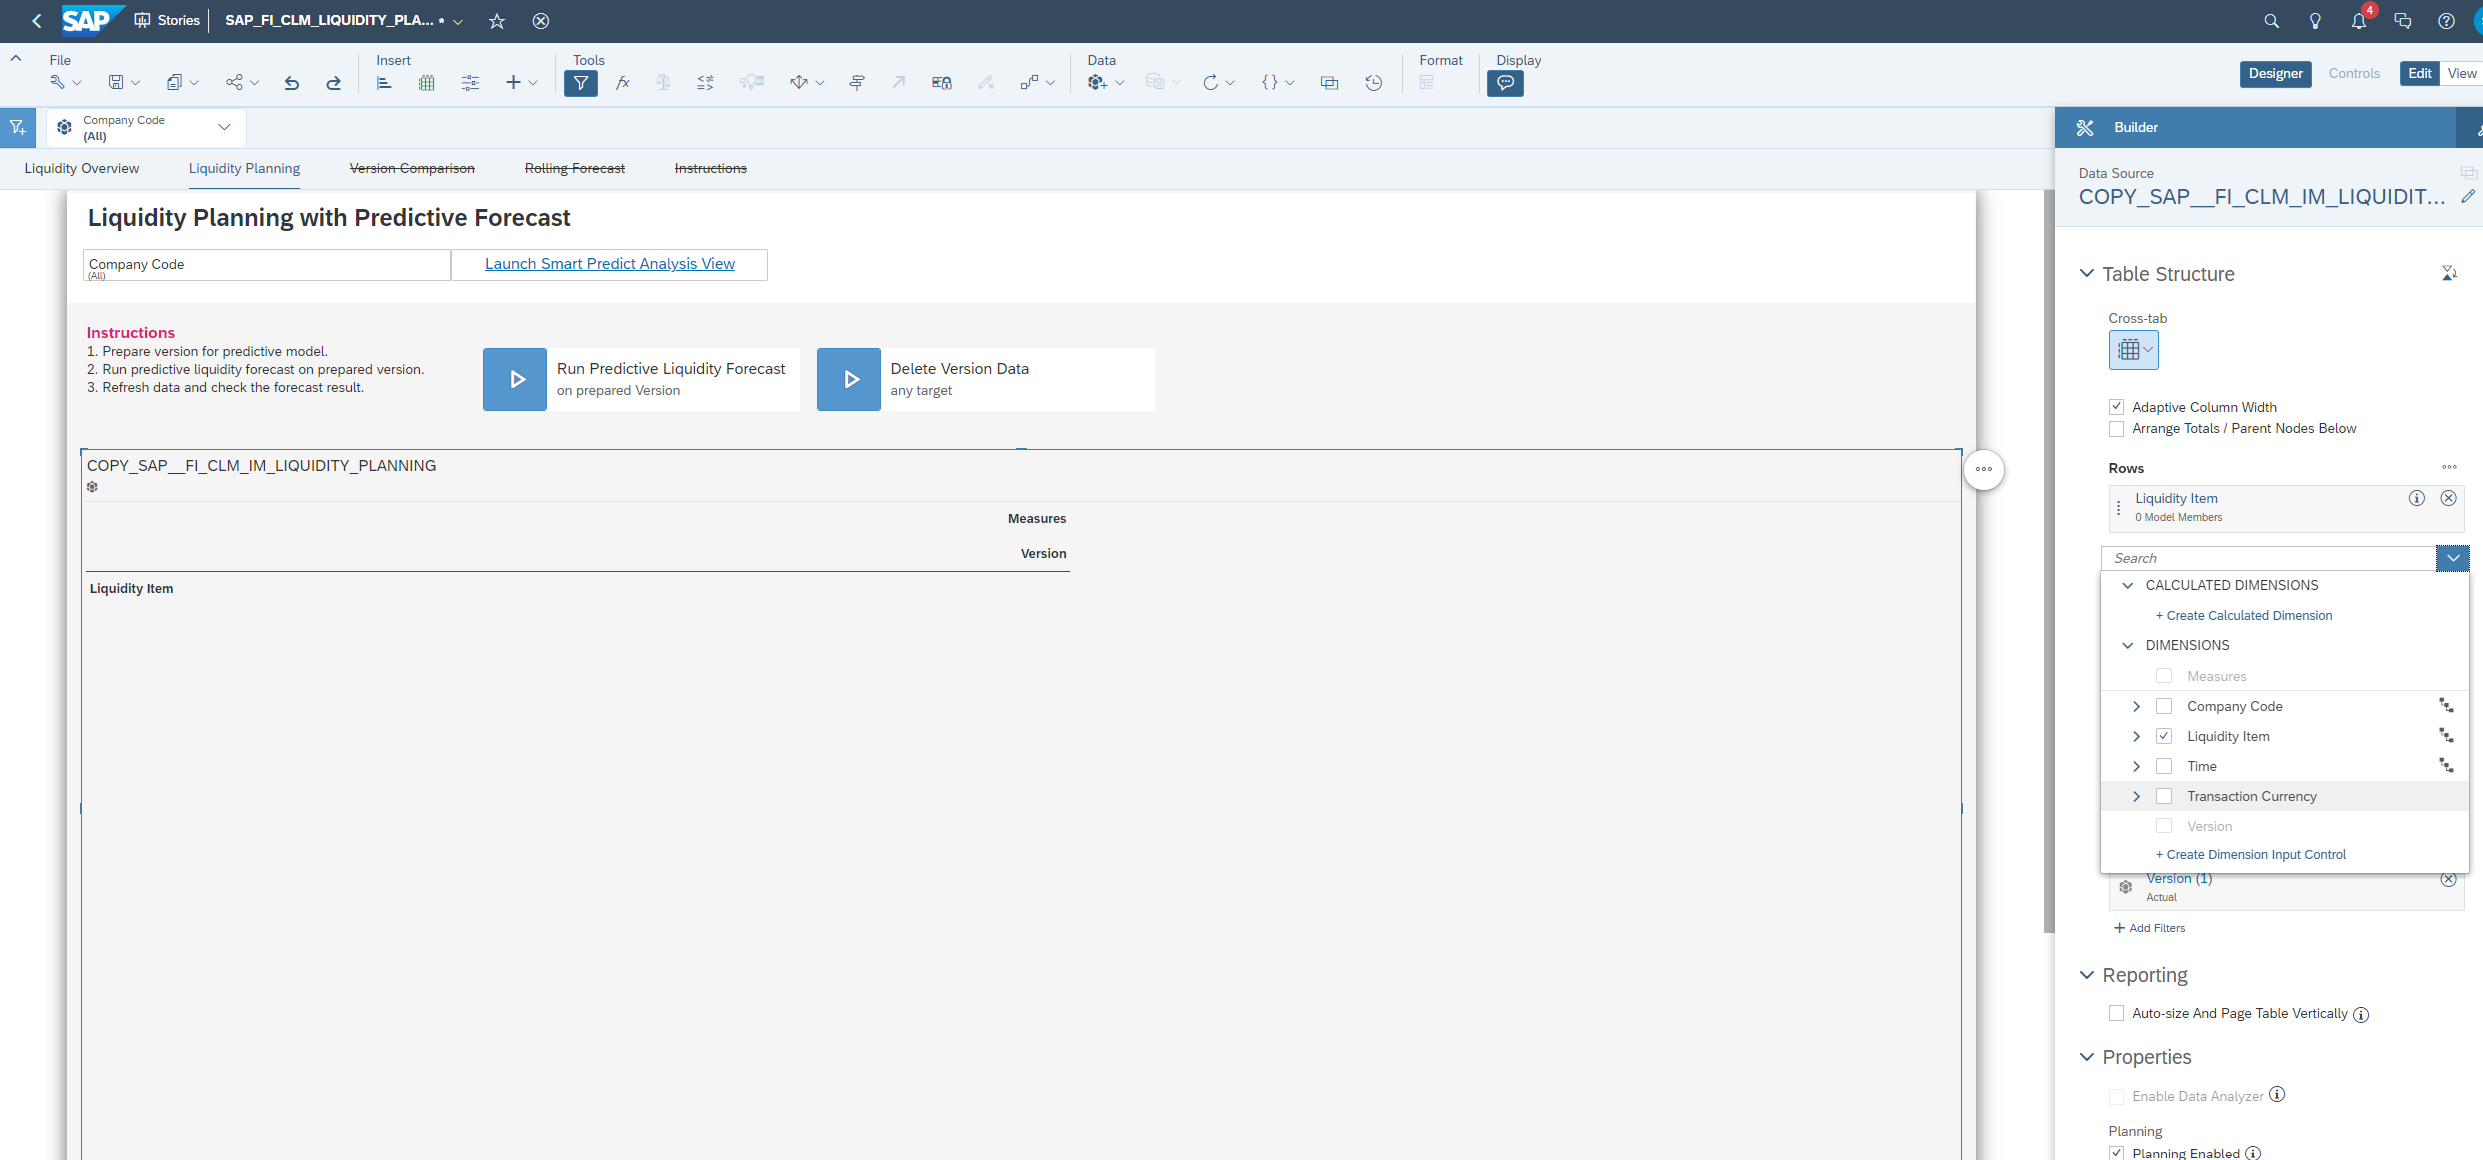 SAP Stories SAP_FI_CLM_LIQUIDITY_PLA... *
4
File Insert Tools Data Format Display
Designer Controls Edit View
Company Code
(All)
Liquidity Overview Liquidity Planning Version Comparison Rolling Forecast Instructions
Liquidity Planning with Predictive Forecast
Company Code
(All)
Launch Smart Predict Analysis View
Instructions
1. Prepare version for predictive model.
2. Run predictive liquidity forecast on prepared version.
3. Refresh data and check the forecast result.
Run Predictive Liquidity Forecast
on prepared Version
Delete Version Data
any target
COPY_SAP__FI_CLM_IM_LIQUIDITY_PLANNING
Measures
Version
Liquidity Item
Builder
Data Source
COPY_SAP__FI_CLM_IM_LIQUIDIT...
Table Structure
Cross-tab
Adaptive Column Width
Arrange Totals / Parent Nodes Below
Rows
Liquidity Item
0 Model Members
Search
CALCULATED DIMENSIONS
+ Create Calculated Dimension
DIMENSIONS
Measures
Company Code
Liquidity Item
Time
Transaction Currency
Version
+ Create Dimension Input Control
Version (1)
Actual
+ Add Filters
Reporting
Auto-size And Page Table Vertically
Properties
Enable Data Analyzer
Planning
Planning Enabled